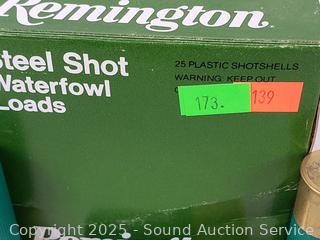 Remington
Steel Shot
Waterfowl
Loads
25 PLASTIC SHOTSHELLS
WARNING: KEEP OUT
173.
139
Copyright 2025 - Sound Auction Service